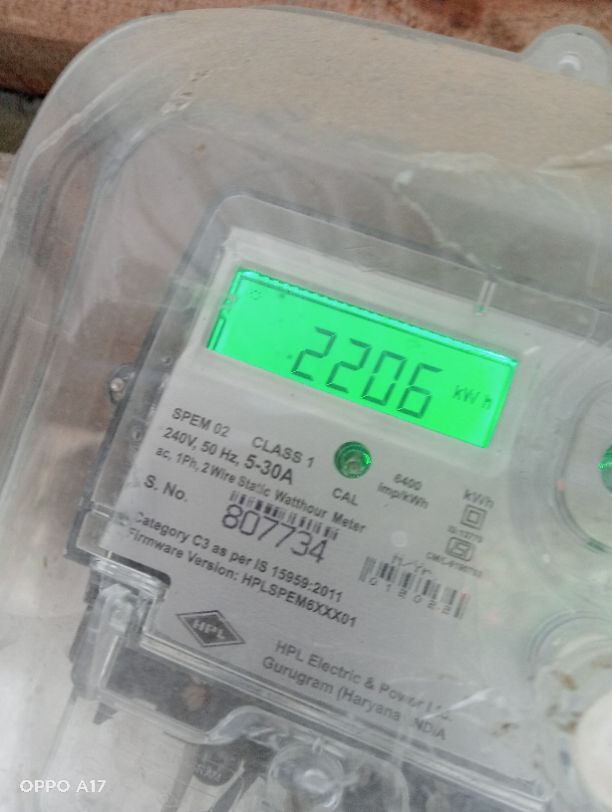 2206 kWh
SPEM 02 CLASS 1
240V, 50 Hz, 5-30A
ac, 1Ph, 2Wire Static Watthour Meter
CAL
6400
imp/kWh
kWh
S. No.
807734
M/Yr.
Category C3 as per IS 15959:2011
Firmware Version: HPLSPEM6XXX01
HPL
HPL Electric & Power Ltd.
Gurugram (Haryana) INDIA
OPPO A17